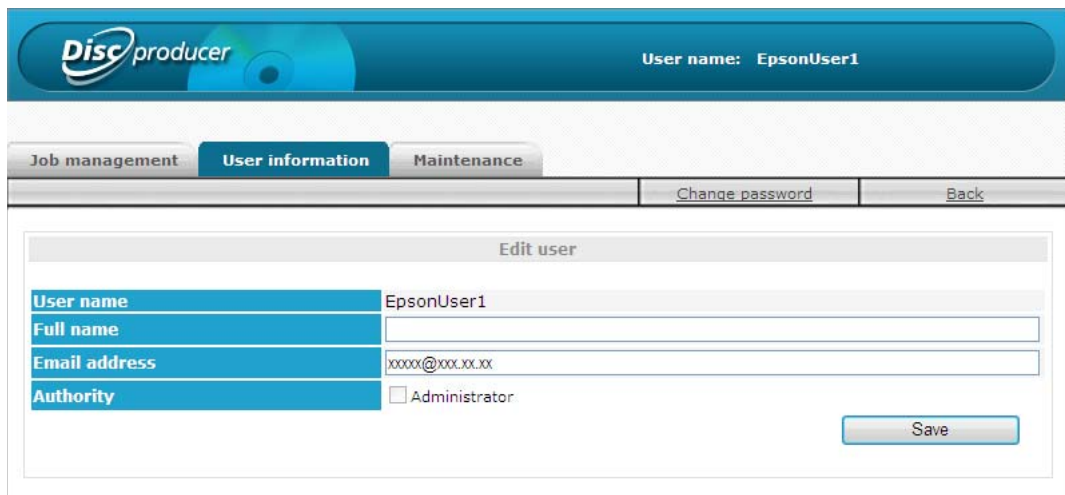 Disc producer
User name: EpsonUser1
Job management User information Maintenance
Change password Back
Edit user
User name EpsonUser1
Full name
Email address xxxxx@xxx.xx.xx
Authority Administrator
Save